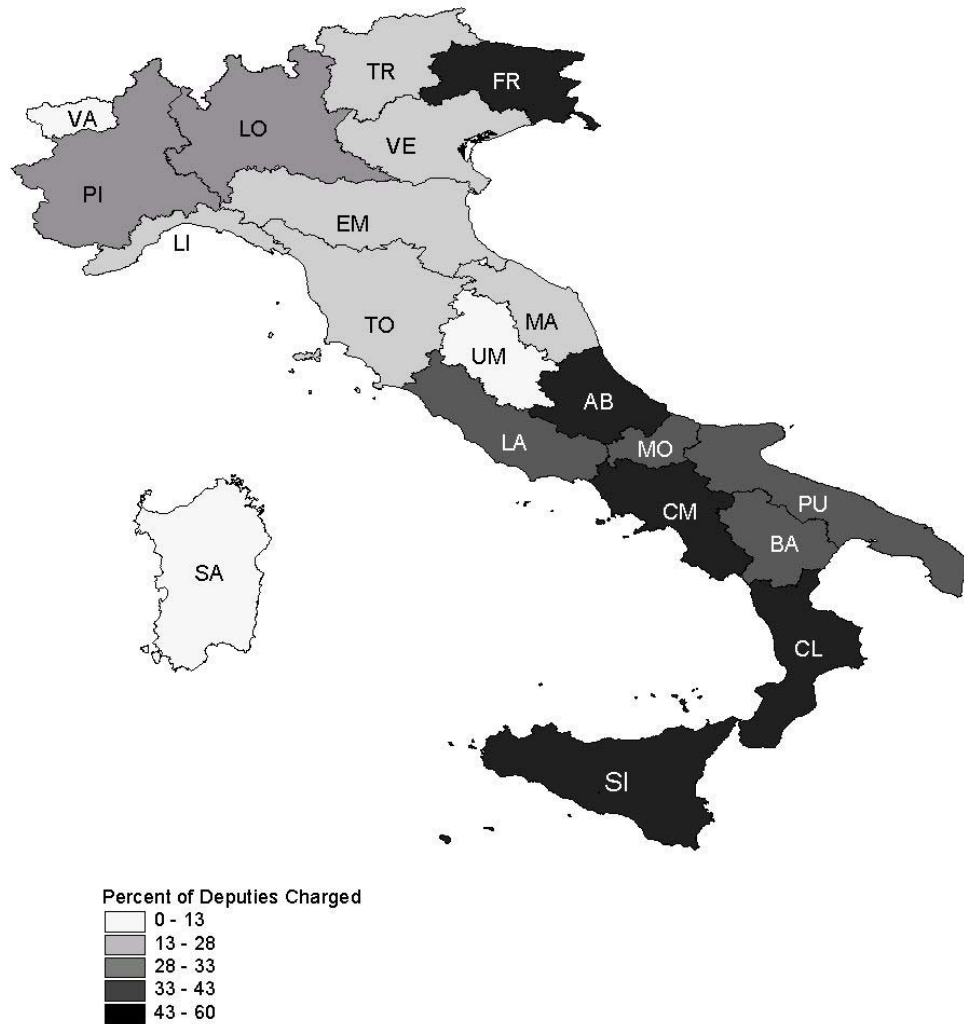 TR
FR
VA
LO
VE
PI
EM
LI
TO
MA
UM
AB
LA
MO
PU
CM
BA
SA
CL
SI
Percent of Deputies Charged
0 - 13
13 - 28
28 - 33
33 - 43
43 - 60